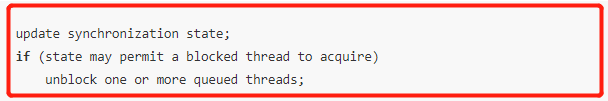 update synchronization state;
if (state may permit a blocked thread to acquire)
    unblock one or more queued threads;